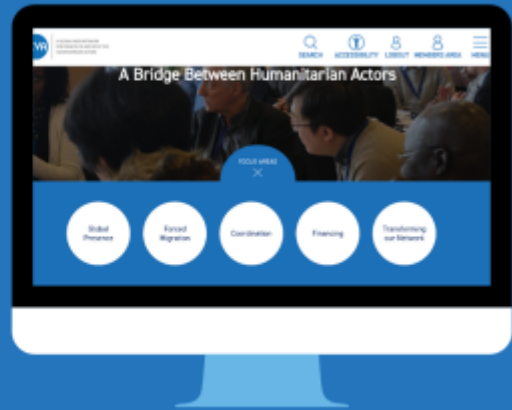 SEARCH
ACCESSIBILITY
LOGOUT
MEMBERS AREA
MENU
A Bridge Between Humanitarian Actors
FOCUS AREAS
Global
Presence
Forced
Migration
Coordination
Financing
Transforming
our Network